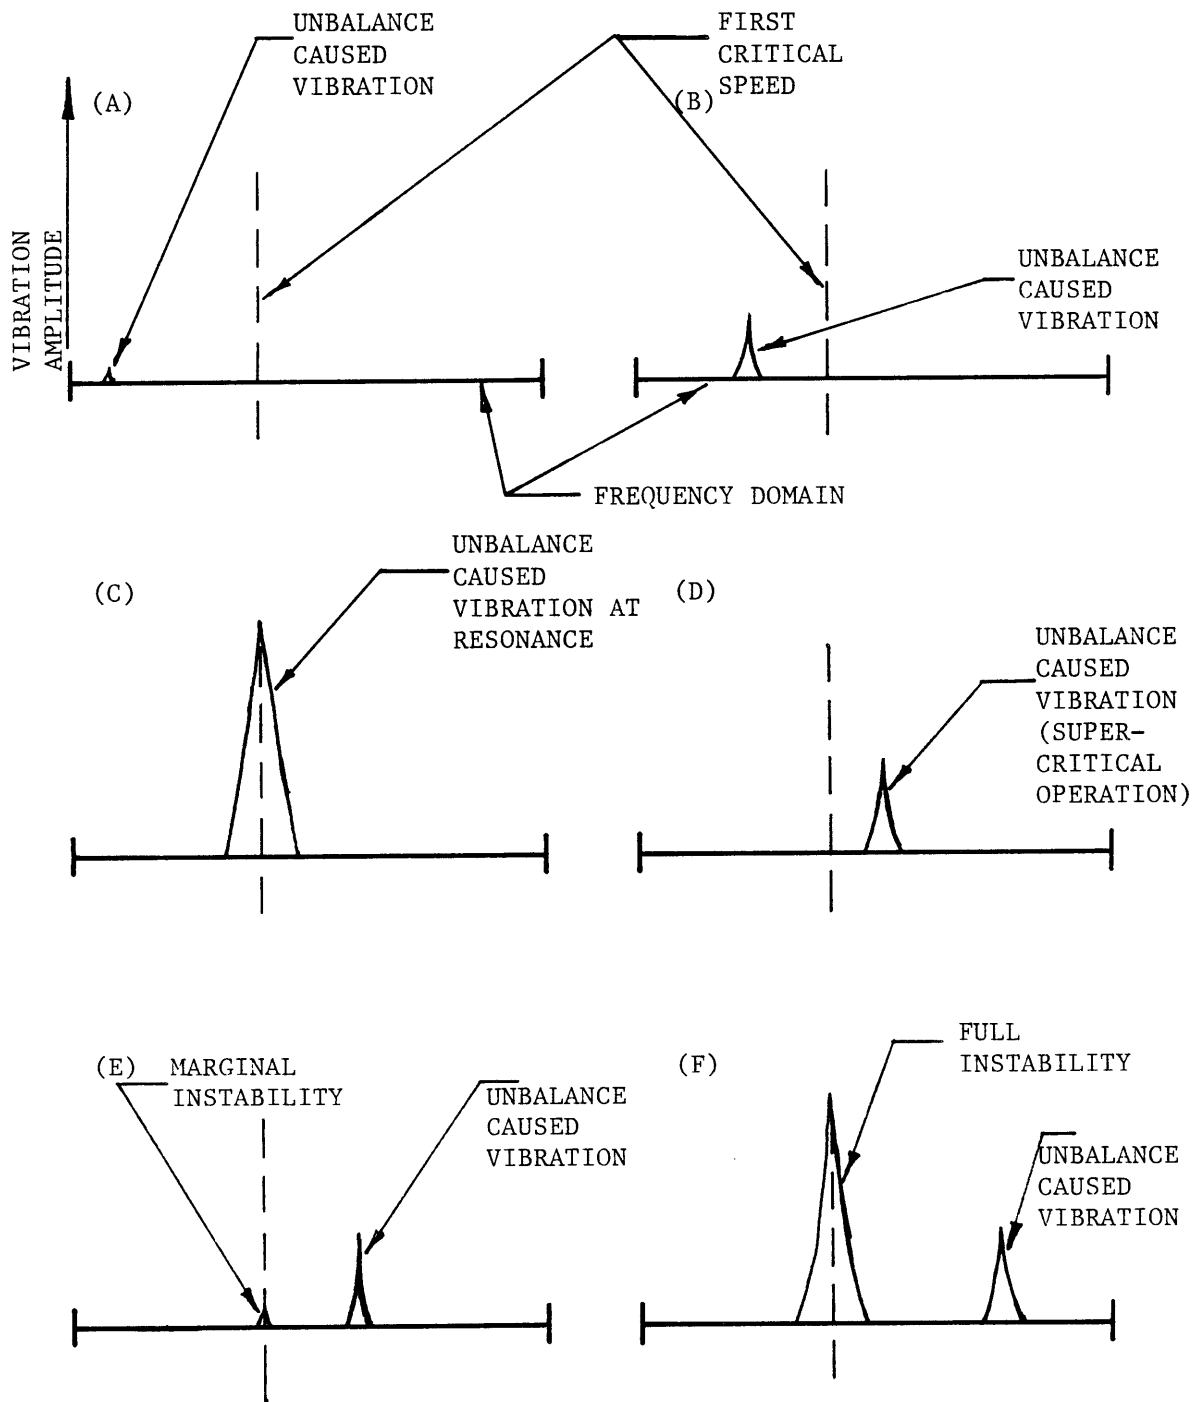 UNBALANCE
CAUSED
VIBRATION
FIRST
CRITICAL
SPEED
(A)
(B)
VIBRATION
AMPLITUDE
UNBALANCE
CAUSED
VIBRATION
FREQUENCY DOMAIN
(C)
UNBALANCE
CAUSED
VIBRATION AT
RESONANCE
(D)
UNBALANCE
CAUSED
VIBRATION
(SUPER-
CRITICAL
OPERATION)
(E)
MARGINAL
INSTABILITY
UNBALANCE
CAUSED
VIBRATION
(F)
FULL
INSTABILITY
UNBALANCE
CAUSED
VIBRATION